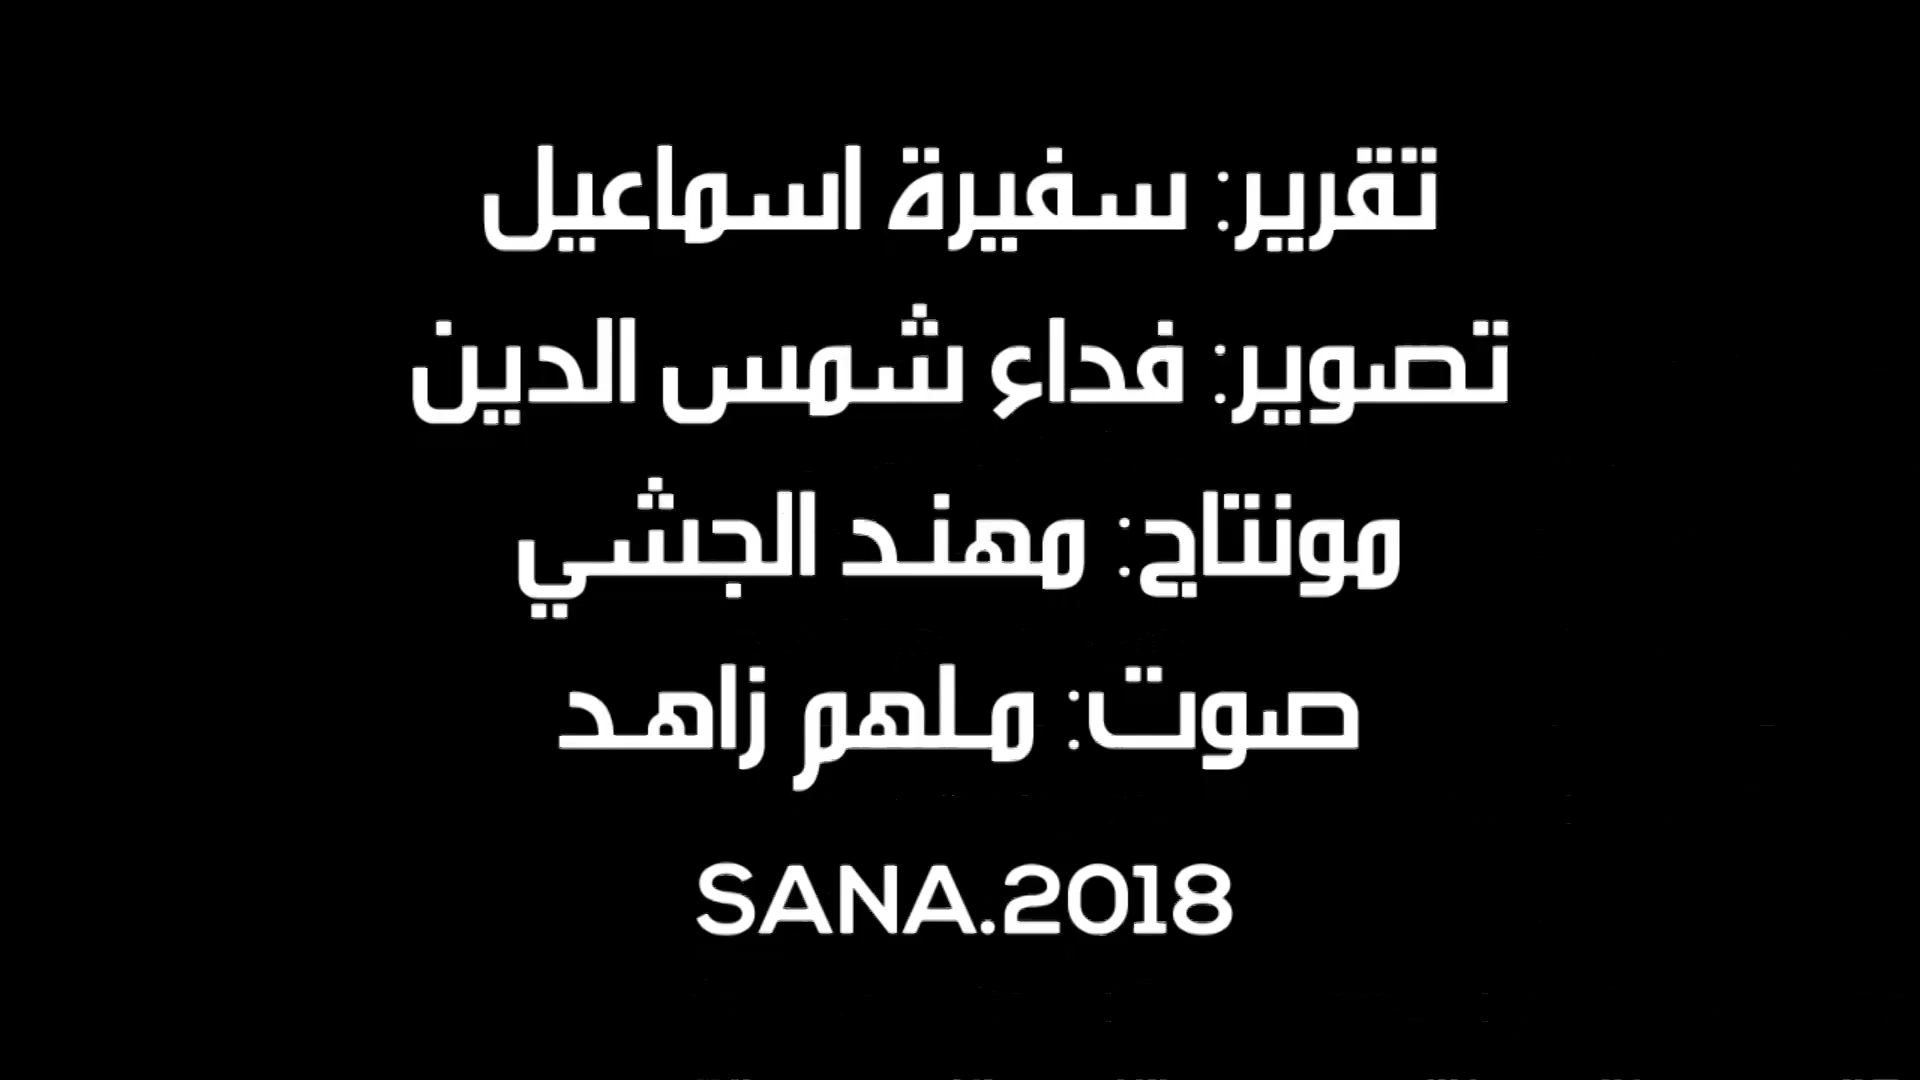 تقرير: سفيرة اسماعيل
تصوير: فداء شمس الدين
مونتاج: مهند الجشي
صوت: ملهم زاهد
SANA.2018